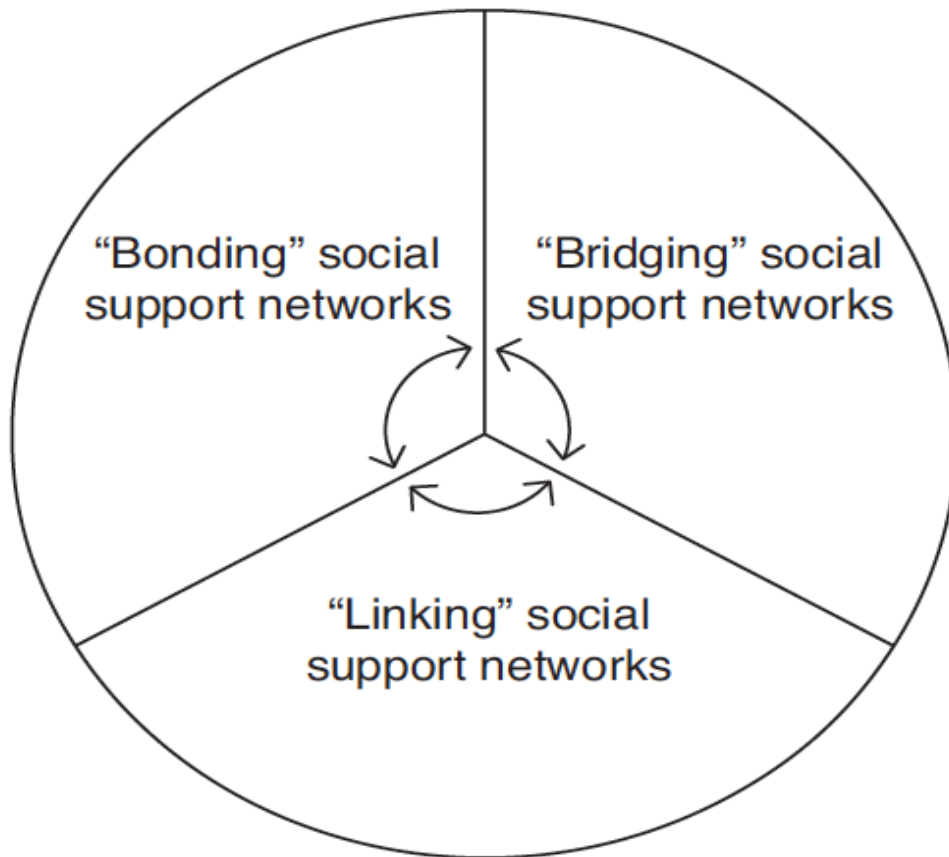 “Bonding” social
support networks
“Bridging” social
support networks
“Linking” social
support networks